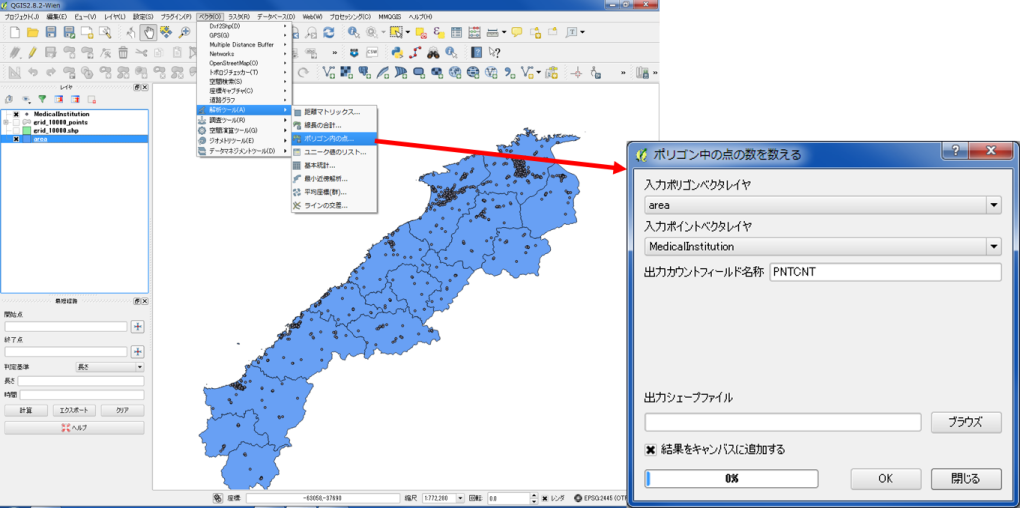 QGIS2.8.2-Wien
プロジェクト(J) 編集(E) ビュー(V) レイヤ(L) 設定(S) プラグイン(P) ベクタ(O) ラスタ(R) データベース(D) Web(W) プロセッシング(C) MMQGIS ヘルプ(H)
Dxf2Shp(D)
GPS(G)
Multiple Distance Buffer
Networks
OpenStreetMap(O)
トポロジチェッカー(T)
空間検索(S)
座標キャプチャ(C)
道路グラフ
解析ツール(A)
調査ツール(R)
空間演算ツール(G)
ジオメトリツール(E)
データマネジメントツール(D)
距離マトリックス...
線長の合計...
ポリゴン内の点...
ユニーク値のリスト...
基本統計...
最小近傍解析...
平均座標(群)...
ラインの交差...
レイヤ
MedicalInstitution
grid_10000_points
grid_10000.shp
area
最短経路
開始点
終了点
判定基準 長さ
長さ
時間
計算 エクスポート クリア
ヘルプ
座標: -63058,-37693 縮尺 1:772,200 回転: 0.0 レンダ EPSG:2445 (OTF)
ポリゴン中の点の数を数える
入力ポリゴンベクタレイヤ
area
入力ポイントベクタレイヤ
MedicalInstitution
出力カウントフィールド名称 PNTCNT
出力シェープファイル
ブラウズ
結果をキャンバスに追加する
0% OK 閉じる